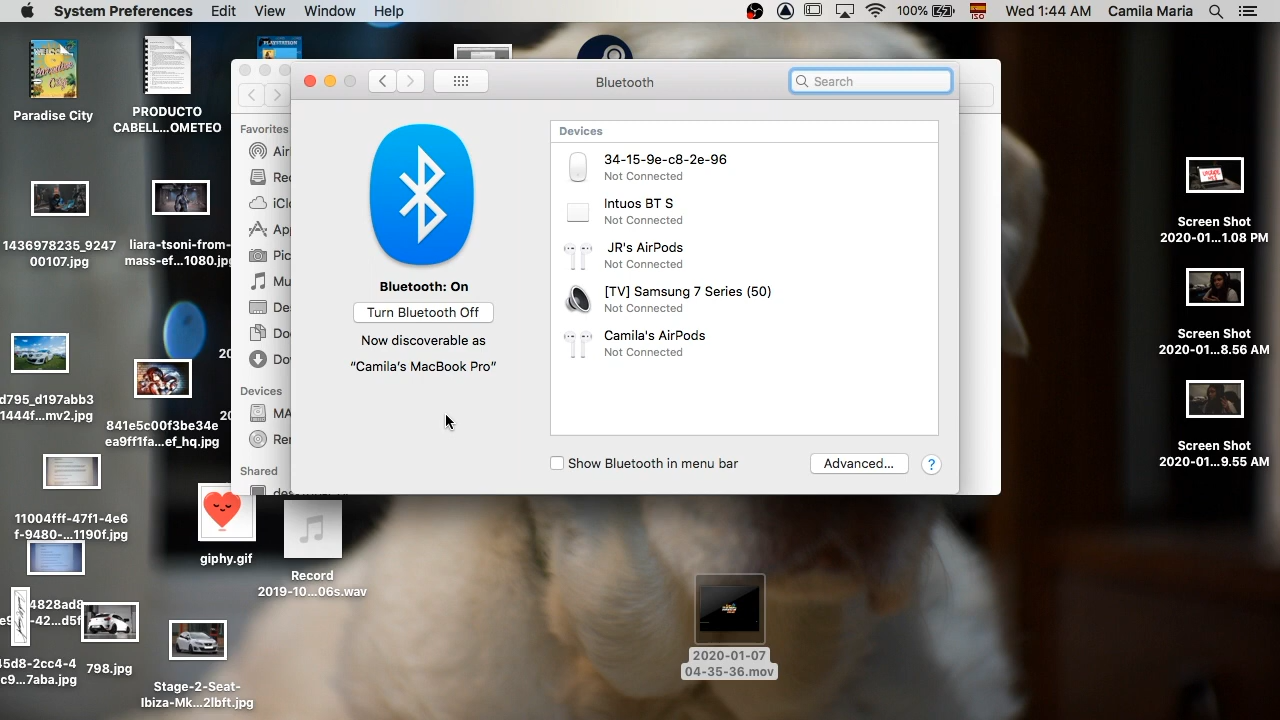 System Preferences Edit View Window Help
100% ISO Wed 1:44 AM Camila Maria
Bluetooth
Search
Favorites
Devices
Shared
Bluetooth: On
Turn Bluetooth Off
Now discoverable as
“Camila’s MacBook Pro”
Devices
34-15-9e-c8-2e-96
Not Connected
Intuos BT S
Not Connected
JR's AirPods
Not Connected
[TV] Samsung 7 Series (50)
Not Connected
Camila's AirPods
Not Connected
Show Bluetooth in menu bar
Advanced...
?
Paradise City
PRODUCTO
CABELL...OMETEO
1436978235_9247
00107.jpg
liara-tsoni-from-
mass-ef...1080.jpg
d795_d197abb3
1444f...mv2.jpg
841e5c00f3be34e
ea9ff1fa...ef_hq.jpg
11004fff-47f1-4e6
f-9480-...1190f.jpg
giphy.gif
Record
2019-10...06s.wav
798.jpg
Stage-2-Seat-
Ibiza-Mk...2lbft.jpg
2020-01-07
04-35-36.mov
Screen Shot
2020-01...1.08 PM
Screen Shot
2020-01...8.56 AM
Screen Shot
2020-01...9.55 AM